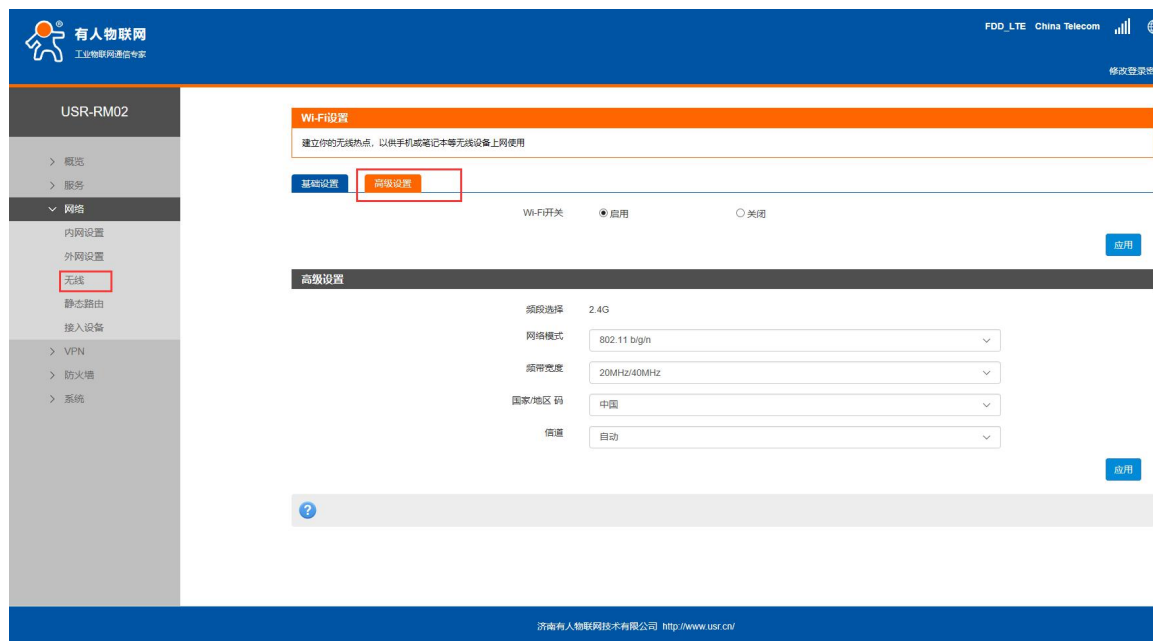 有人物联网
®
工业物联网通信专家
FDD_LTE China Telecom
修改登录密
USR-RM02
概览
服务
网络
内网设置
外网设置
无线
静态路由
接入设备
VPN
防火墙
系统
Wi-Fi设置
建立你的无线热点，以供手机或笔记本等无线设备上网使用
基础设置 高级设置
Wi-Fi开关 启用 关闭
应用
高级设置
频段选择 2.4G
网络模式 802.11 b/g/n
频带宽度 20MHz/40MHz
国家/地区 码 中国
信道 自动
应用
?
济南有人物联网技术有限公司 http://www.usr.cn/